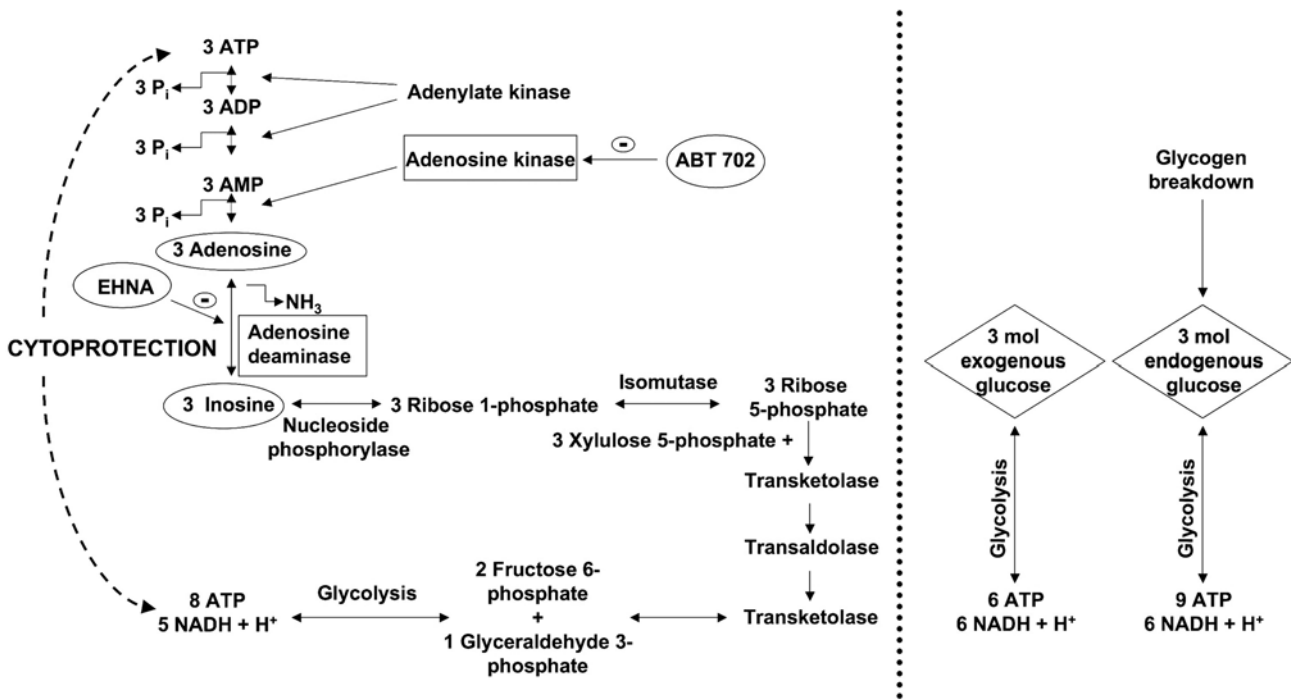 3 ATP
3 Pi
3 ADP
3 Pi
3 AMP
3 Pi
3 Adenosine
Adenylate kinase
Adenosine kinase
-
ABT 702
EHNA
-
NH3
CYTOPROTECTION
Adenosine
deaminase
3 Inosine
Nucleoside
phosphorylase
3 Ribose 1-phosphate
Isomutase
3 Ribose
5-phosphate
3 Xylulose 5-phosphate +
Transketolase
Transaldolase
Transketolase
2 Fructose 6-
phosphate
+
1 Glyceraldehyde 3-
phosphate
Glycolysis
8 ATP
5 NADH + H+
Glycogen
breakdown
3 mol
exogenous
glucose
3 mol
endogenous
glucose
Glycolysis
Glycolysis
6 ATP
6 NADH + H+
9 ATP
6 NADH + H+